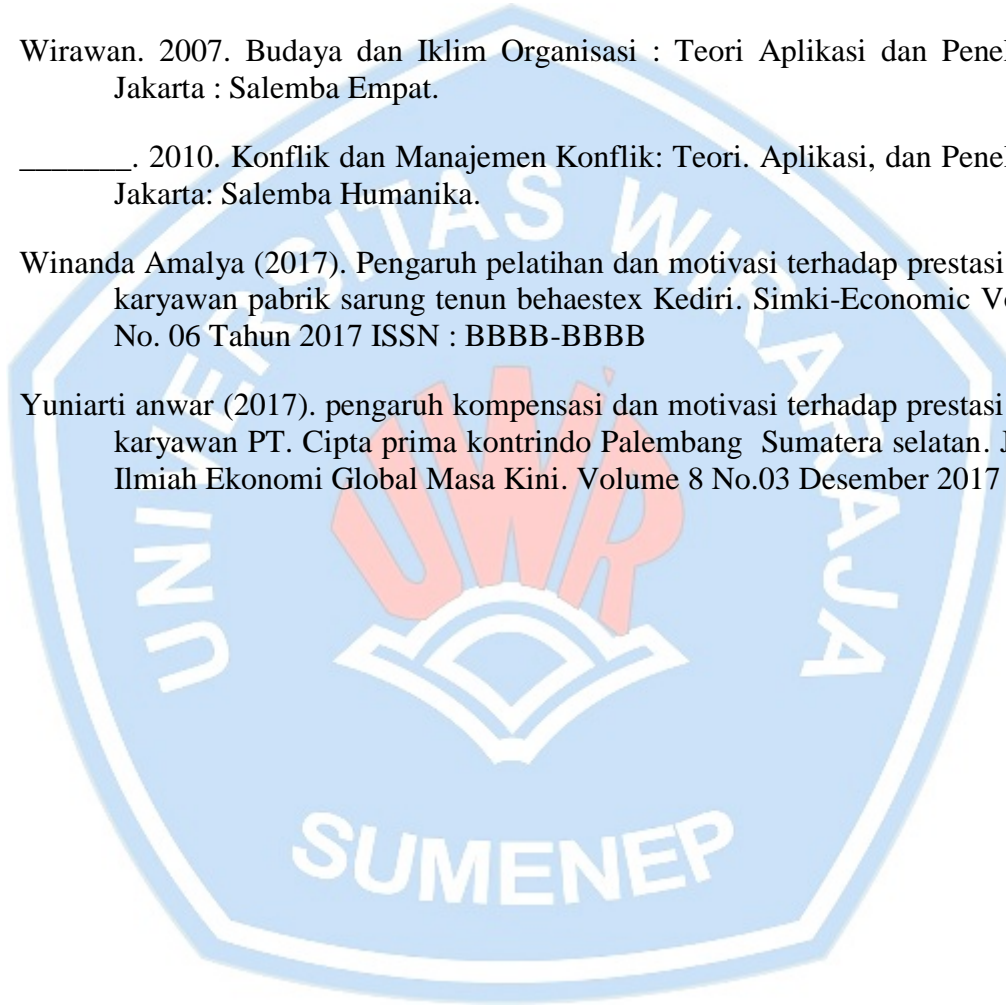 Wirawan. 2007. Budaya dan Iklim Organisasi : Teori Aplikasi dan
Jakarta : Salemba Empat.
_______. 2010. Konflik dan Manajemen Konflik: Teori. Aplikasi, dan
Jakarta: Salemba Humanika.
Winanda Amalya (2017). Pengaruh pelatihan dan motivasi terhadap prestasi
karyawan pabrik sarung tenun behaestex Kediri. Simki-Economic
No. 06 Tahun 2017 ISSN : BBBB-BBBB
Yuniarti anwar (2017). pengaruh kompensasi dan motivasi terhadap prestasi
karyawan PT. Cipta prima kontrindo Palembang Sumatera selatan.
Ilmiah Ekonomi Global Masa Kini. Volume 8 No.03 Desember 2017
UNIVERSITAS WIRARAJA
UWR
SUMENEP